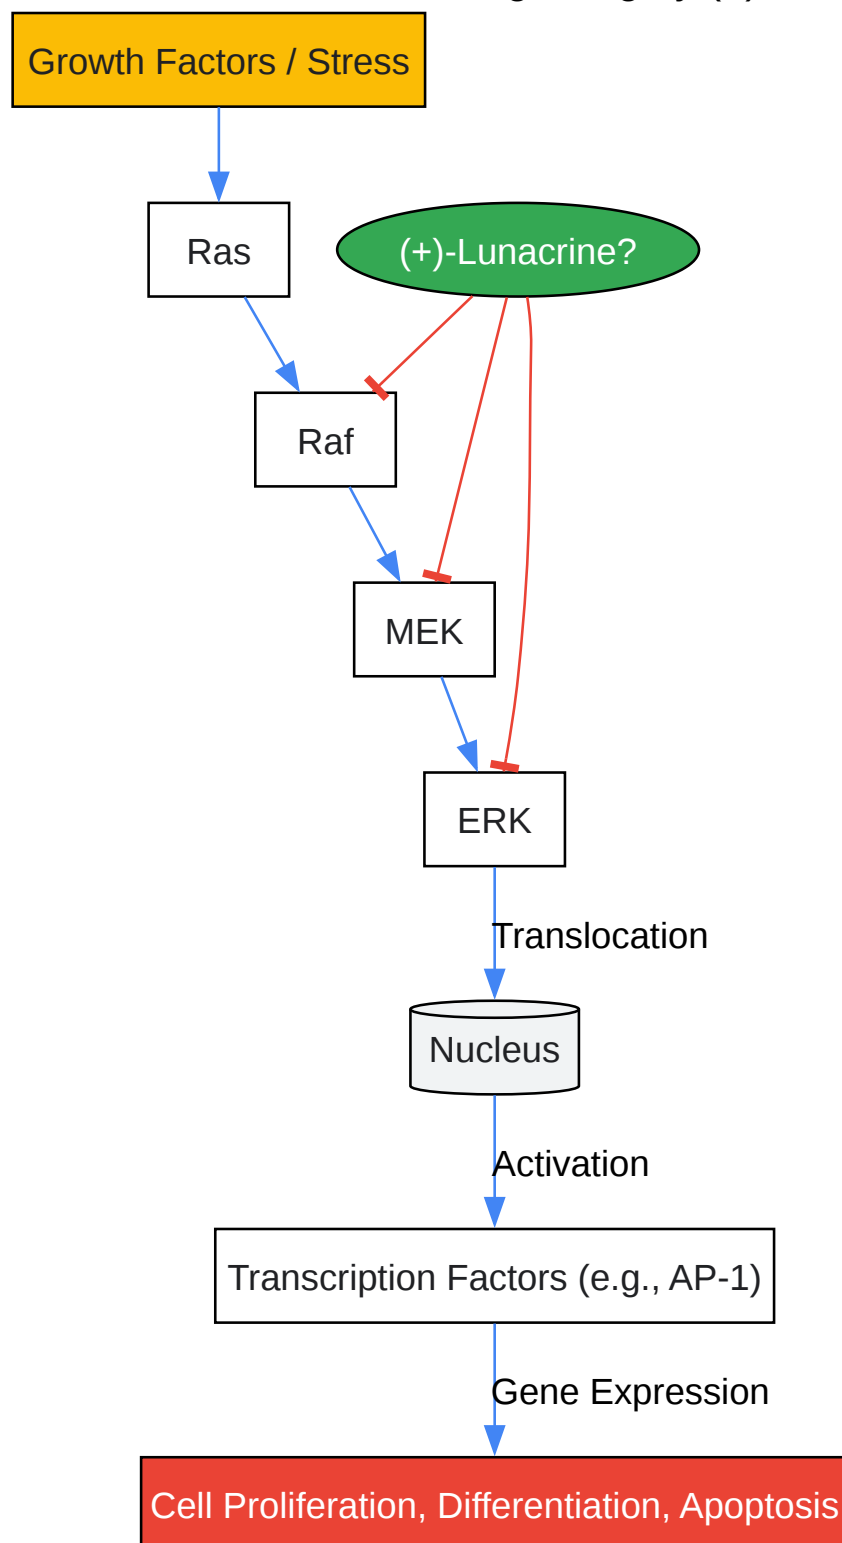 Growth Factors / Stress
Ras
(+)-Lunacrine?
Raf
MEK
ERK
Translocation
Nucleus
Activation
Transcription Factors (e.g., AP-1)
Gene Expression
Cell Proliferation, Differentiation, Apoptosis